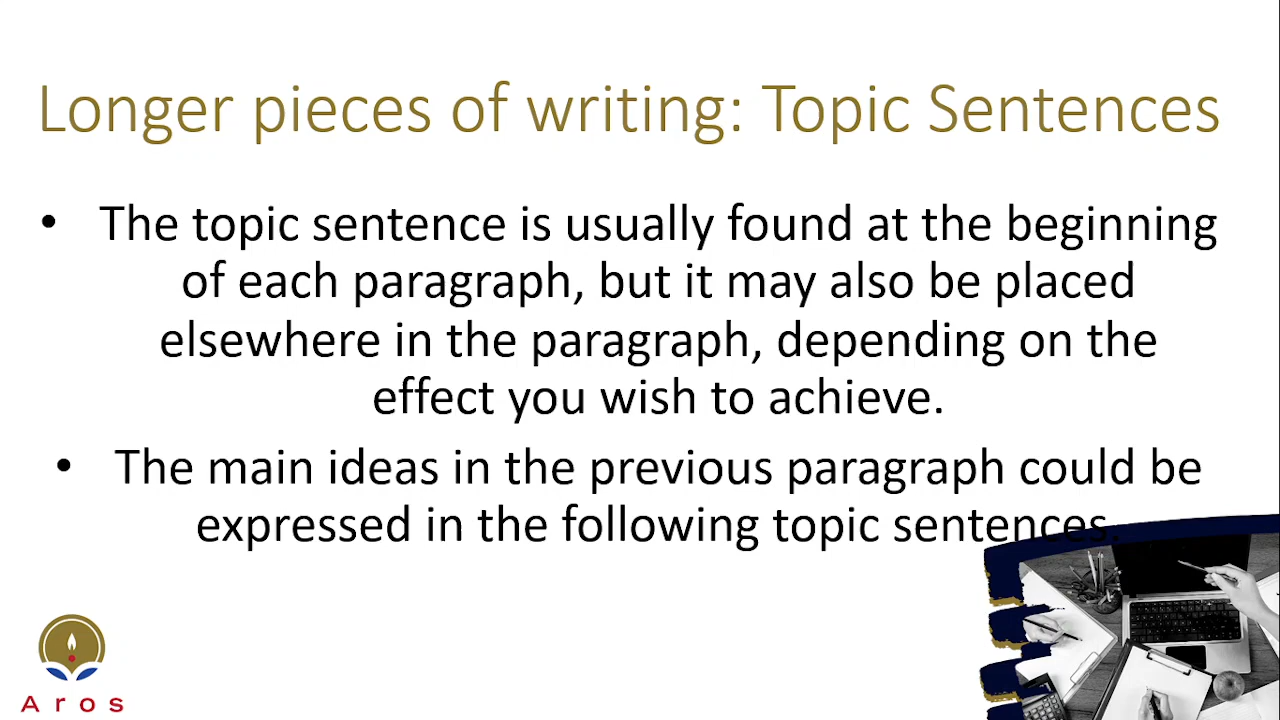 Longer pieces of writing: Topic Sentences
• The topic sentence is usually found at the beginning
of each paragraph, but it may also be placed
elsewhere in the paragraph, depending on the
effect you wish to achieve.
• The main ideas in the previous paragraph could be
expressed in the following topic sentences.
Aros